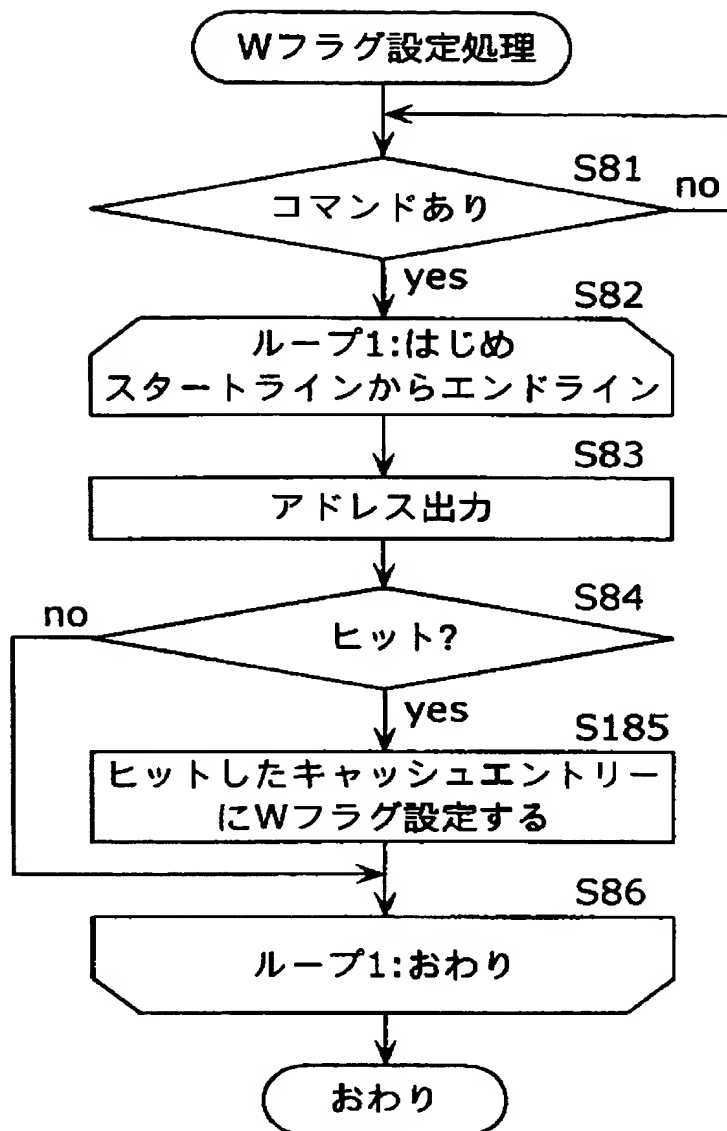 Wフラグ設定処理
S81
コマンドあり
no
yes
S82
ループ1:はじめ
スタートラインからエンドライン
S83
アドレス出力
S84
no
ヒット?
yes
S185
ヒットしたキャッシュエントリー
にWフラグ設定する
S86
ループ1:おわり
おわり